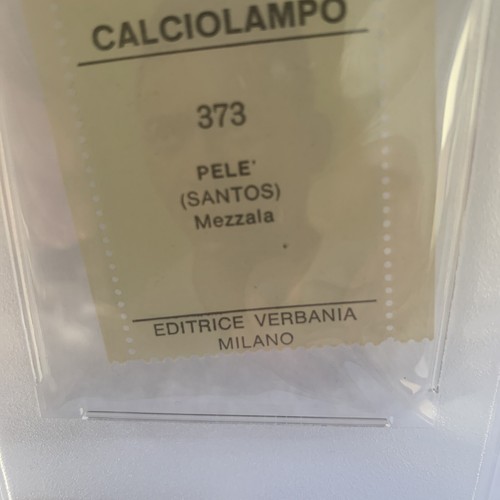 CALCIOLAMPO
373
PELE'
(SANTOS)
Mezzala
EDITRICE VERBANIA
MILANO